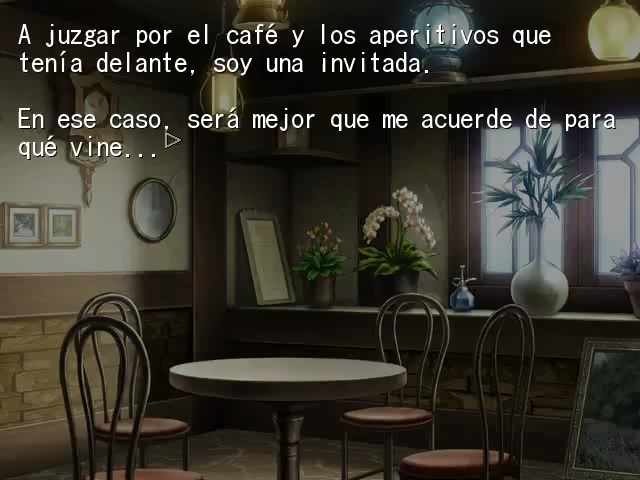 A juzgar por el café y los aperitivos que
tenía delante, soy una invitada.
En ese caso, será mejor que me acuerde de para
qué vine...